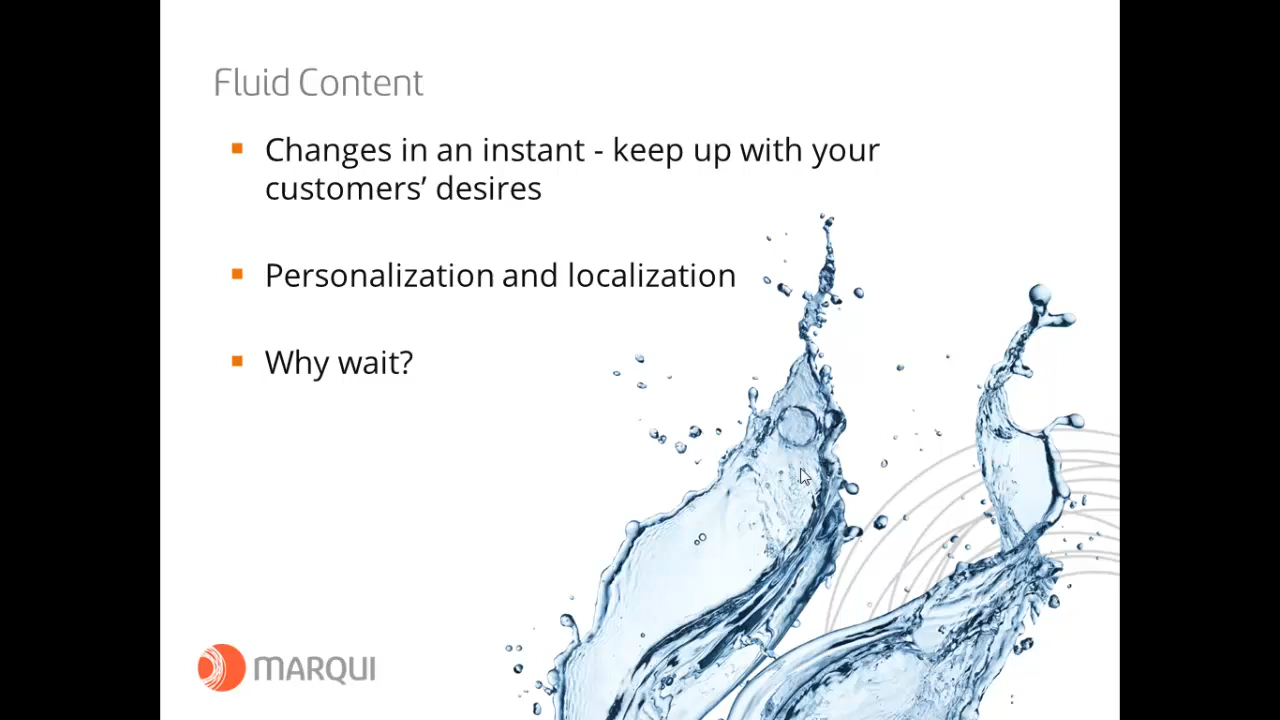 Fluid Content
Changes in an instant - keep up with your
customers’ desires
Personalization and localization
Why wait?
MARQUI